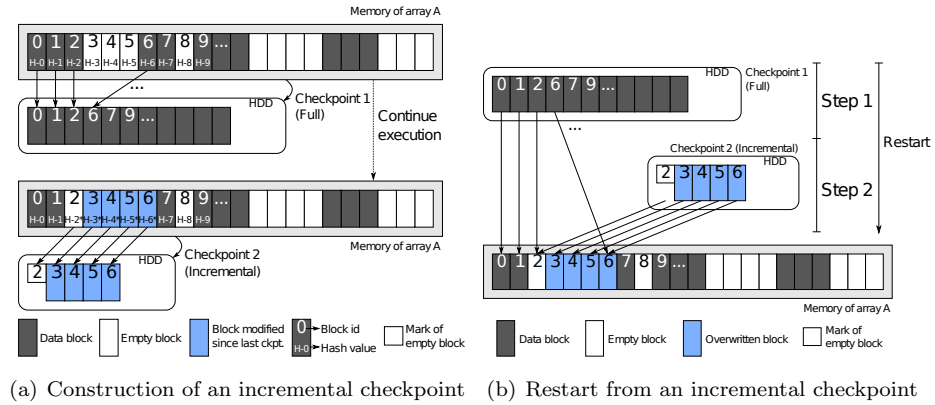 Memory of array A
0 1 2 3 4 5 6 7 8 9 ...
H-0 H-1 H-2 H-3 H-4 H-5 H-6 H-7 H-8 H-9
...
HDD
Checkpoint 1
(Full)
0 1 2 6 7 9 ...
Continue
execution
0 1 2 3 4 5 6 7 8 9 ...
H-0 H-1 H-2* H-3* H-4* H-5* H-6* H-7 H-8 H-9
Memory of array A
HDD
Checkpoint 2
(Incremental)
2 3 4 5 6
Data block
Empty block
Block modified
since last ckpt.
0
H-0
Block id
Hash value
Mark of
empty block
(a) Construction of an incremental checkpoint
HDD
Checkpoint 1
(Full)
0 1 2 6 7 9 ...
...
Step 1
Restart
Checkpoint 2 (Incremental)
HDD
2 3 4 5 6
Step 2
0 1 2 3 4 5 6 7 8 9 ...
Memory of array A
Data block
Empty block
Overwritten block
Mark of
empty block
(b) Restart from an incremental checkpoint